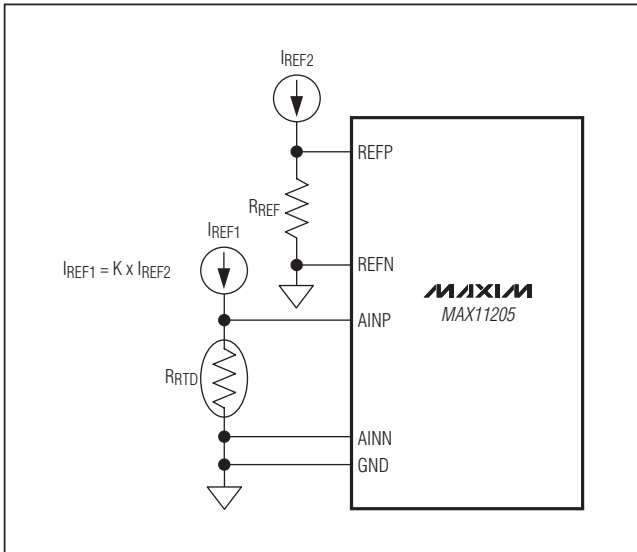 IREF2
REFP
RREF
IREF1
REFN
IREF1 = K x IREF2
MAXIM
MAX11205
AINP
RRTD
AINN
GND